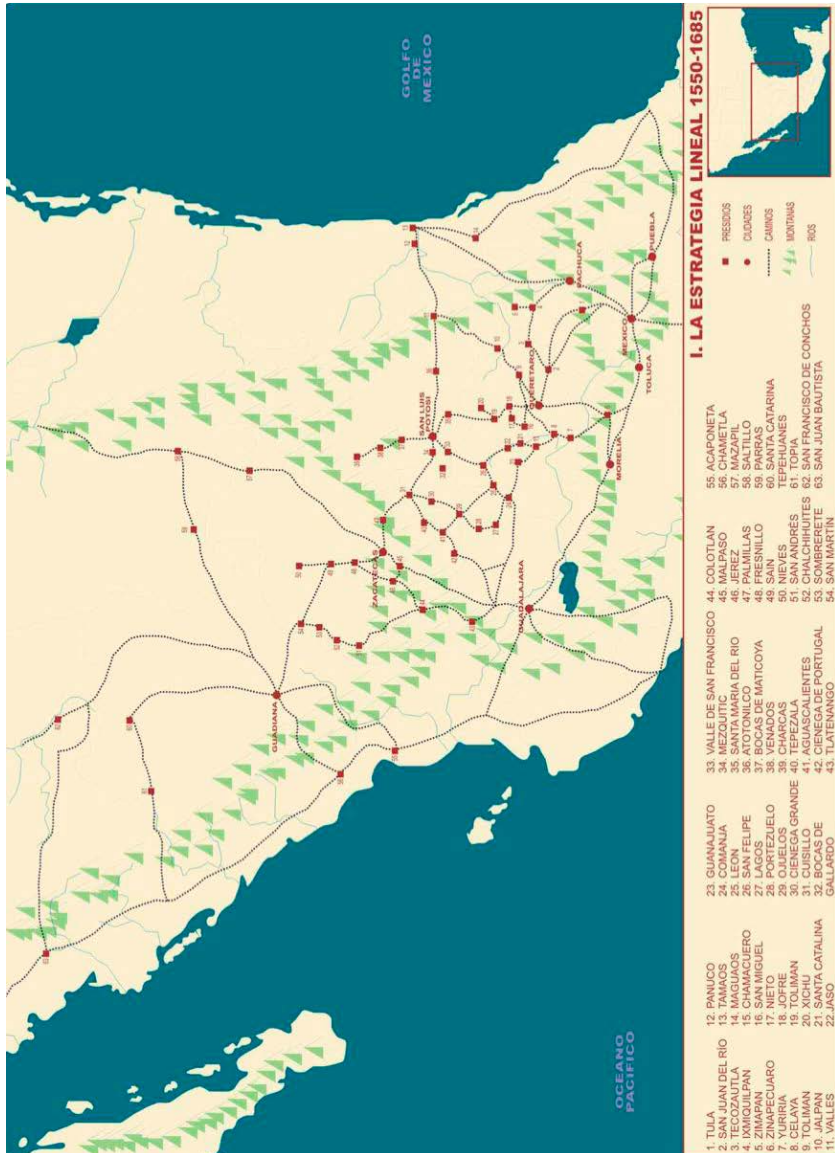 GOLFO
DE
MEXICO
OCEANO
PACIFICO
GUADIANA
ZACATECAS
SAN LUIS
POTOSI
GUADALAJARA
QUERETARO
MORELIA
TOLUCA
MEXICO
PACHUCA
PUEBLA
I. LA ESTRATEGIA LINEAL 1550-1685
1. TULA
2. SAN JUAN DEL RÍO
3. TECOZAUTLA
4. IXMIQUILPAN
5. ZIMAPAN
6. ZINAPECUARO
7. YURIRIA
8. CELAYA
9. TOLIMAN
10. JALPAN
11. VALLES
12. PANUCO
13. TAMAOS
14. MAGUAOS
15. CHAMACUERO
16. SAN MIGUEL
17. NIETO
18. JOFRE
19. TOLIMAN
20. XICHU
21. SANTA CATALINA
22. JASO
23. GUANAJUATO
24. COMANJA
25. LEON
26. SAN FELIPE
27. LAGOS
28. PORTEZUELO
29. OJUELOS
30. CIENEGA GRANDE
31. CUISILLO
32. BOCAS DE
GALLARDO
33. VALLE DE SAN FRANCISCO
34. MEZQUITIC
35. SANTA MARIA DEL RIO
36. ATOTONILCO
37. BOCAS DE MATICOYA
38. VENADOS
39. CHARCAS
40. TEPEZALA
41. AGUASCALIENTES
42. CIENEGA DE PORTUGAL
43. TLATENANGO
44. COLOTLAN
45. MALPASO
46. JEREZ
47. PALMILLAS
48. FRESNILLO
49. SAIN
50. NIEVES
51. SAN ANDRÉS
52. CHALCHIHUITES
53. SOMBRERETE
54. SAN MARTÍN
55. ACAPONETA
56. CHAMETLA
57. MAZAPIL
58. SALTILLO
59. PARRAS
60. SANTA CATARINA
TEPEHUANES
61. TOPIA
62. SAN FRANCISCO DE CONCHOS
63. SAN JUAN BAUTISTA
PRESIDIOS
CIUDADES
CAMINOS
MONTANAS
RIOS